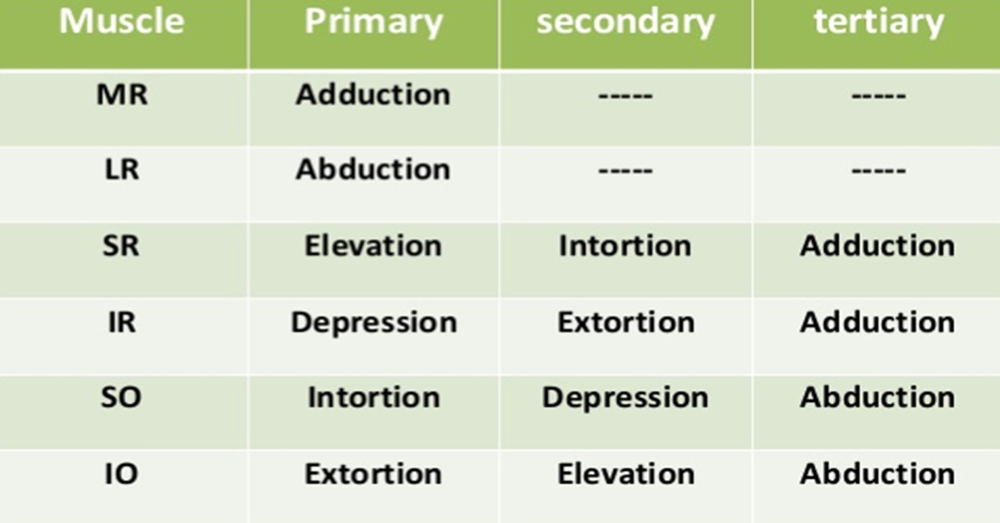 Muscle Primary secondary tertiary
MR Adduction ----- -----
LR Abduction ----- -----
SR Elevation Intortion Adduction
IR Depression Extortion Adduction
SO Intortion Depression Abduction
IO Extortion Elevation Abduction